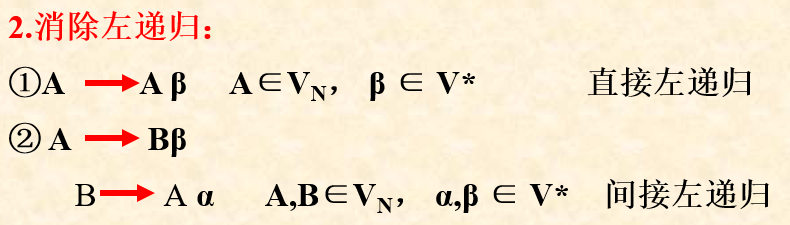 2.消除左递归：
①A → A β A∈V_N， β ∈ V* 直接左递归
② A → Bβ
B → A α A,B∈V_N， α,β ∈ V* 间接左递归